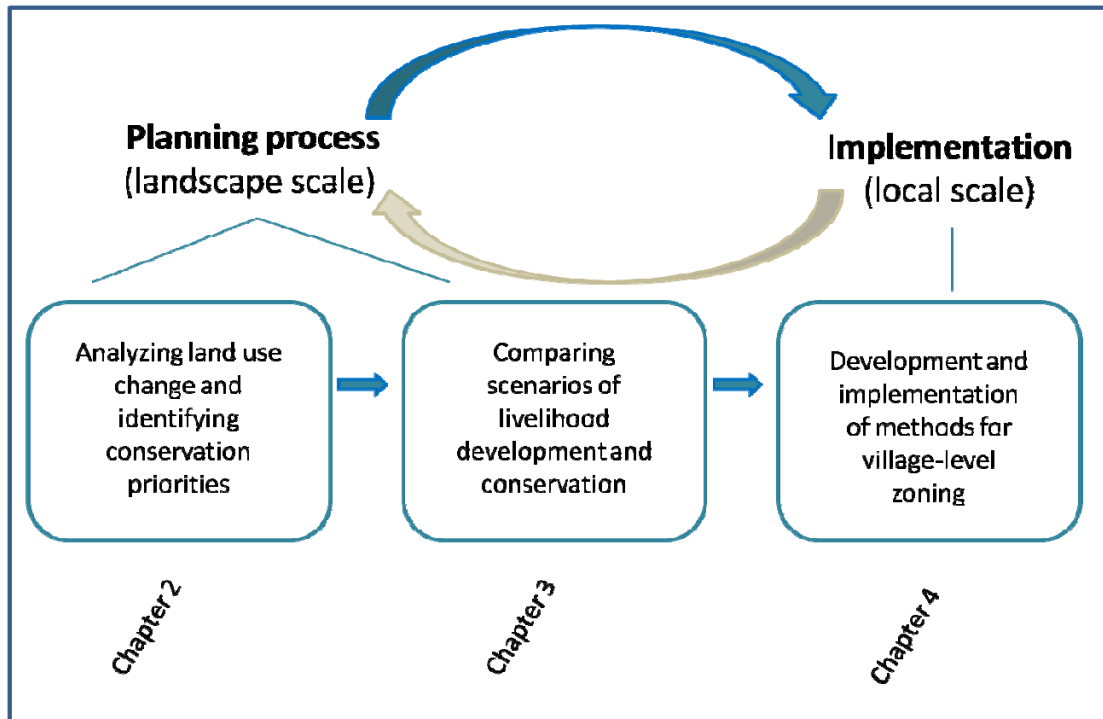 Planning process
(landscape scale)
Implementation
(local scale)
Analyzing land use
change and
identifying
conservation
priorities
Comparing
scenarios of
livelihood
development and
conservation
Development and
implementation
of methods for
village-level
zoning
Chapter 2
Chapter 3
Chapter 4